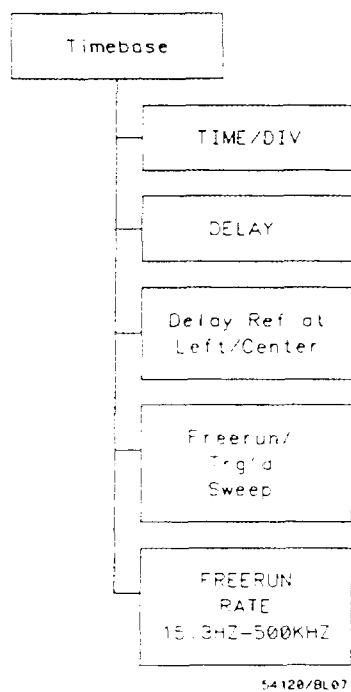 Timebase
TIME/DIV
DELAY
Delay Ref at
Left/Center
Freerun/
Trg'd
Sweep
FREERUN
RATE
15.3HZ-500KHZ
54120/BL07